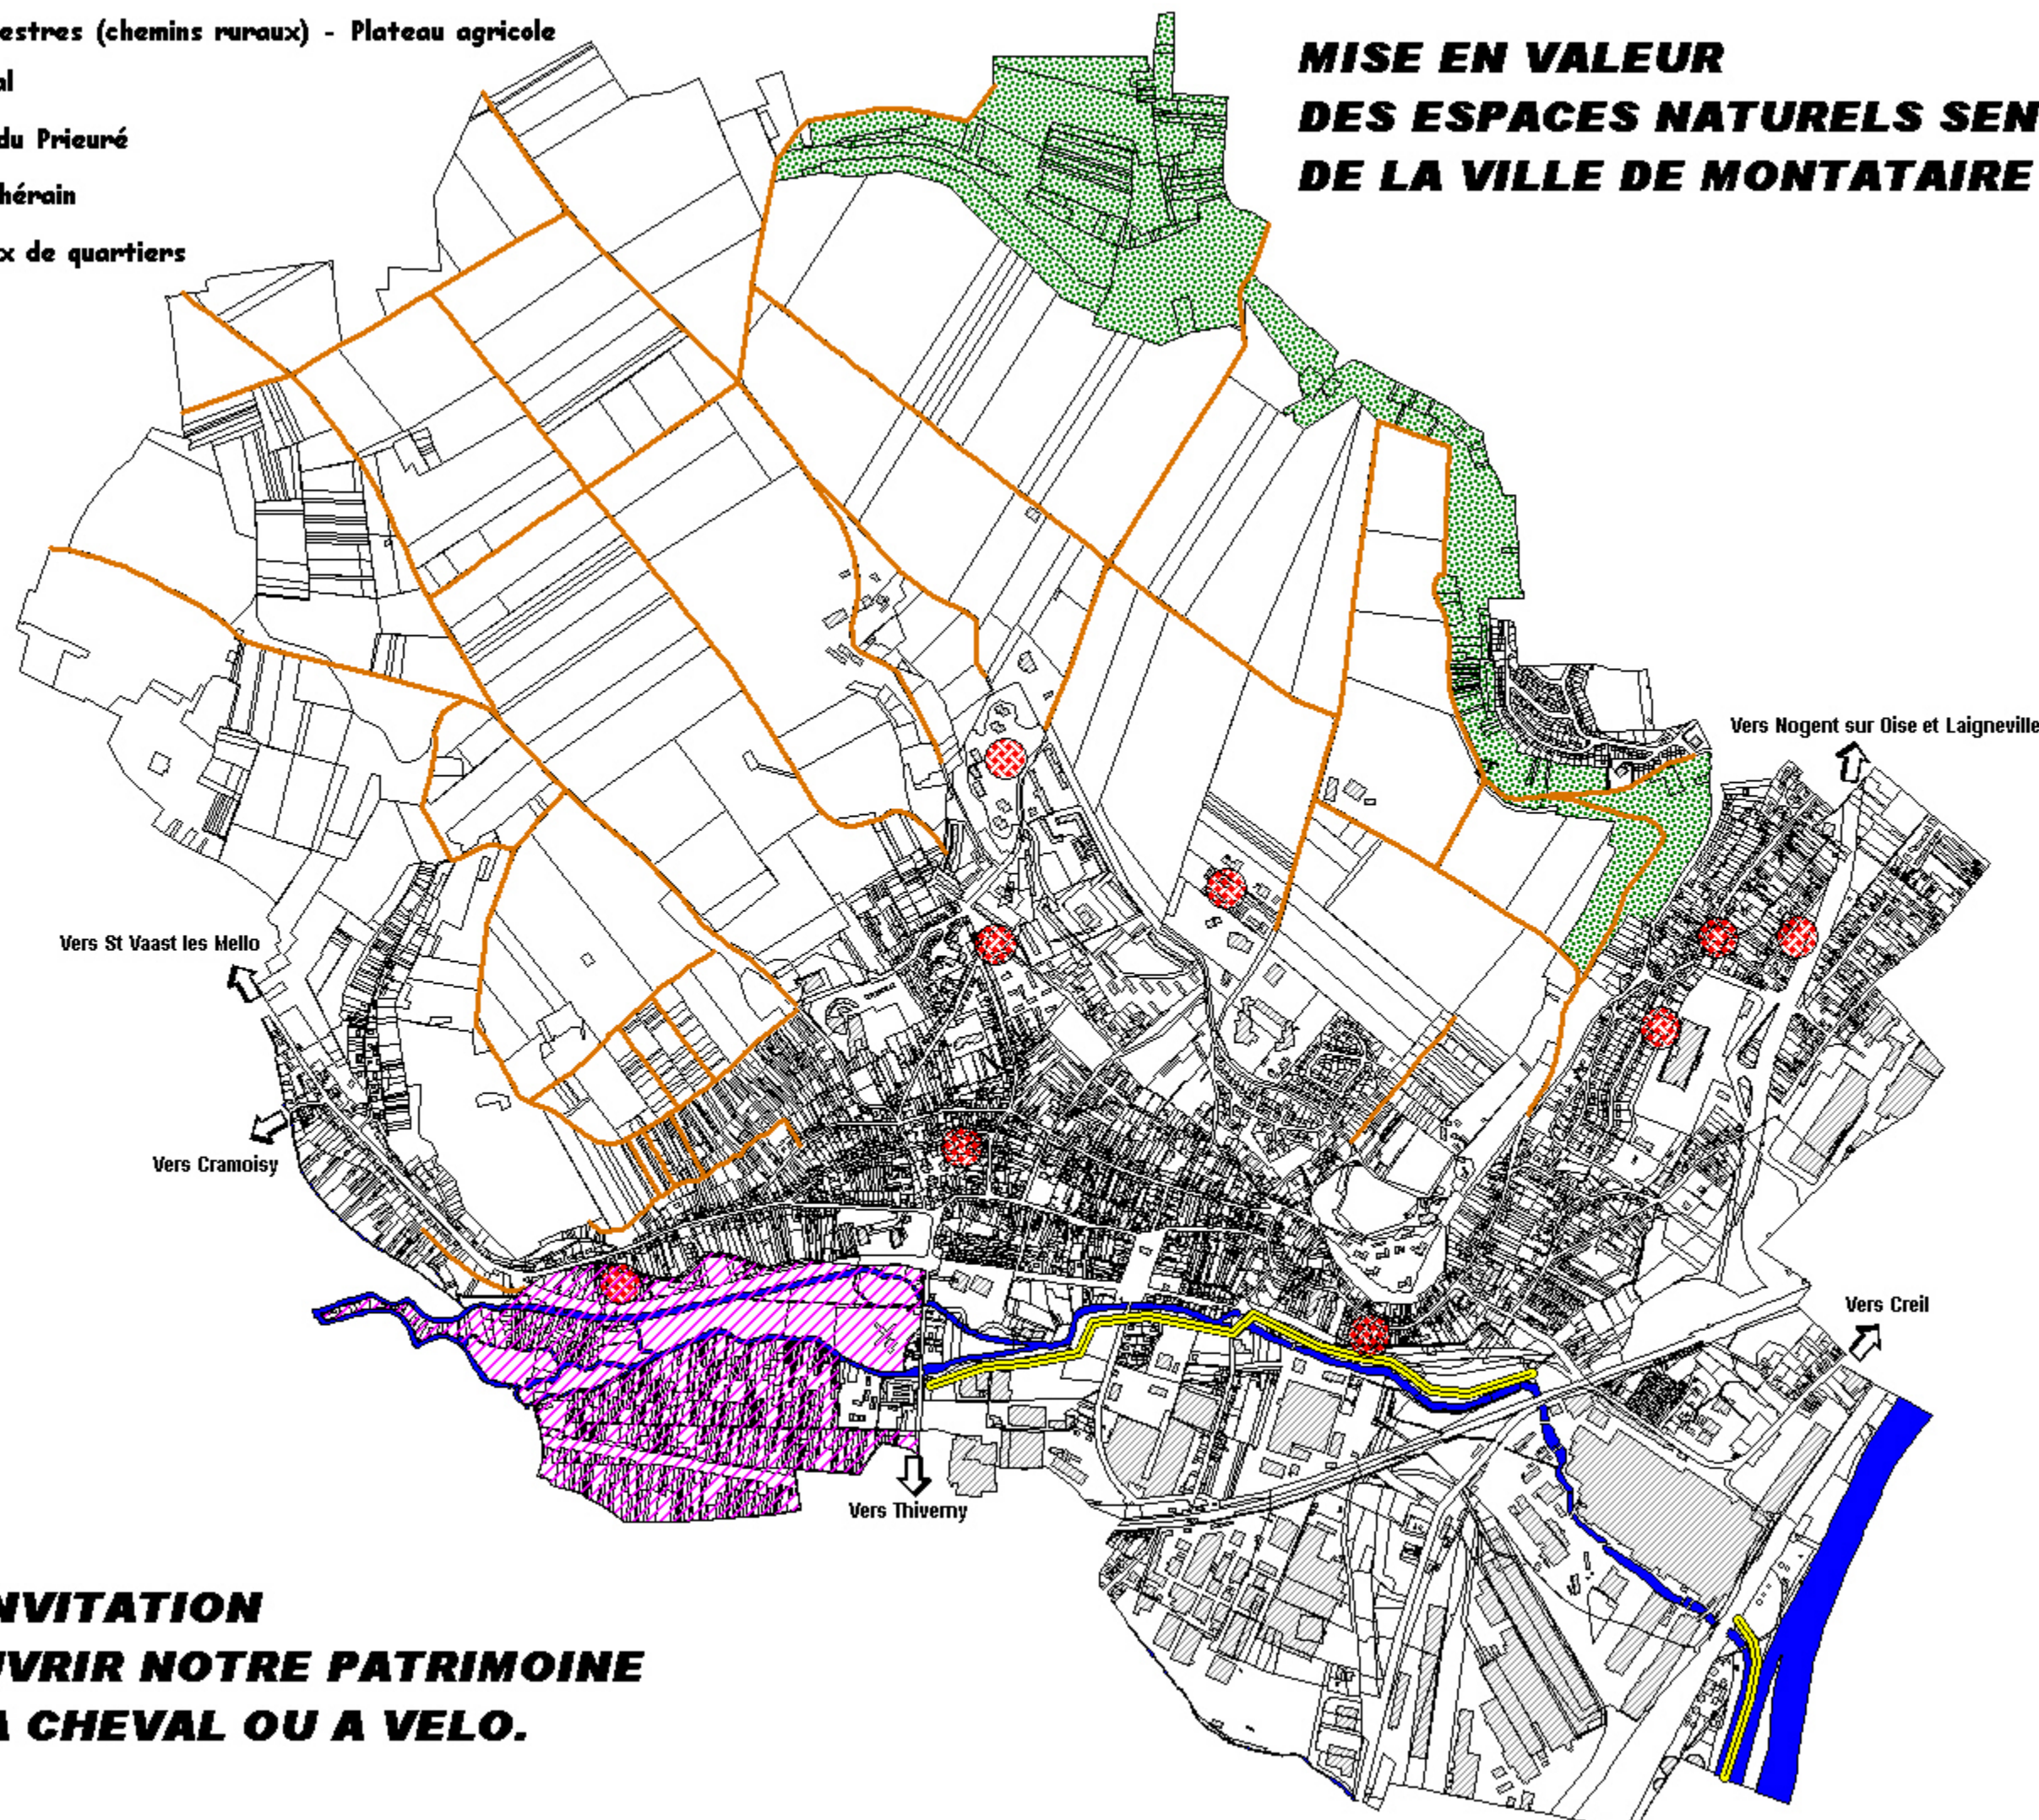 estres (chemins ruraux) - Plateau agricole
al
du Prieuré
hérain
x de quartiers
MISE EN VALEUR
DES ESPACES NATURELS SEN
DE LA VILLE DE MONTATAIRE
Vers Nogent sur Oise et Laigneville
Vers St Vaast les Mello
Vers Cramoisy
Vers Creil
Vers Thiverny
NVITATION
UVRIR NOTRE PATRIMOINE
A CHEVAL OU A VELO.